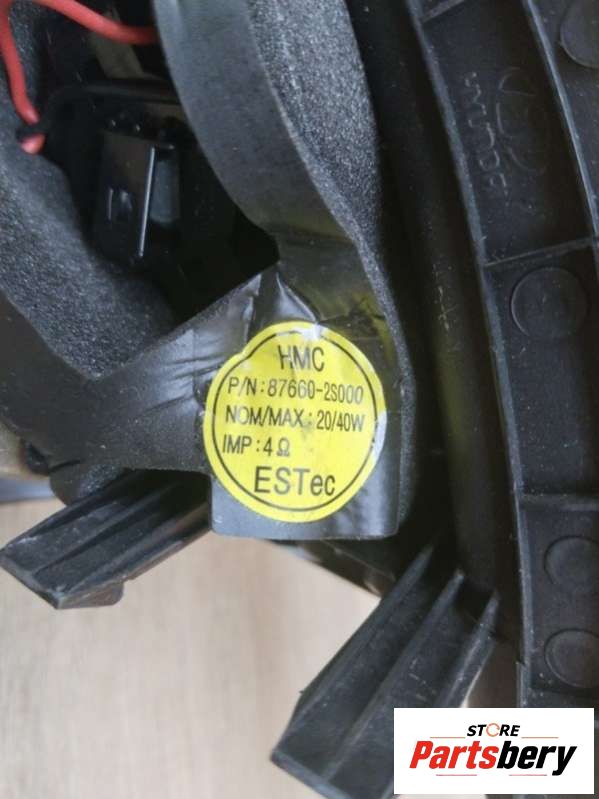 HMC
P/N:87660-2S000
NOM/MAX:20/40W
IMP:4Ω
ESTec
STORE
Partsbery